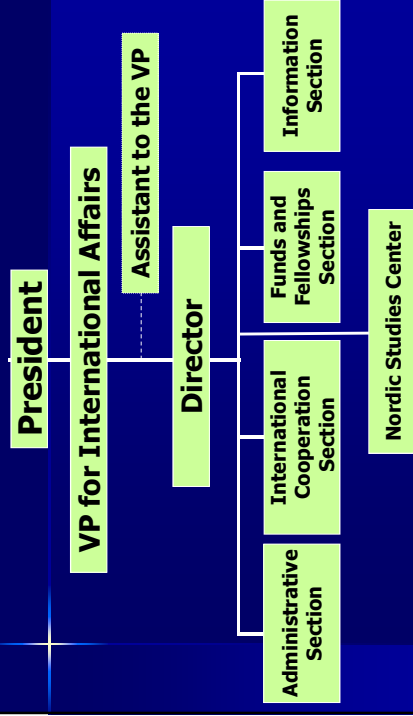 President
VP for International Affairs
Assistant to the VP
Director
Administrative
Section
International
Cooperation
Section
Funds and
Fellowships
Section
Information
Section
Nordic Studies Center